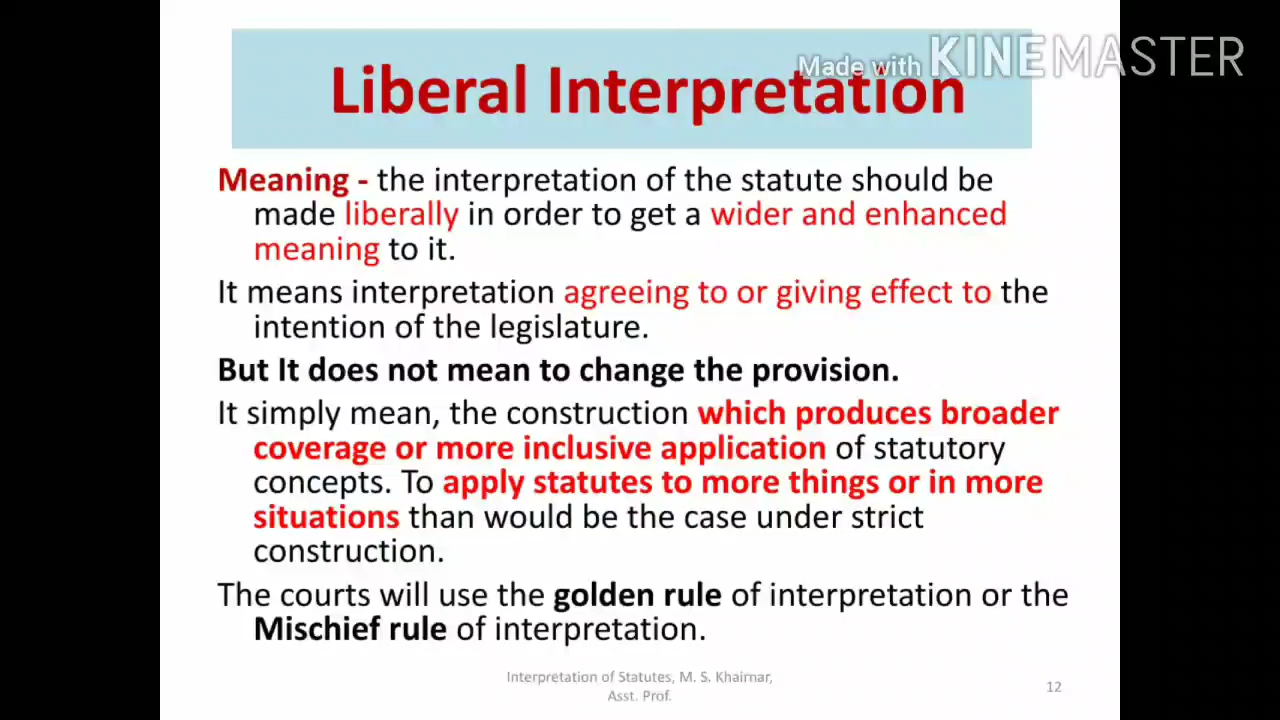 Made with KINEMASTER
Liberal Interpretation
Meaning - the interpretation of the statute should be
made liberally in order to get a wider and enhanced
meaning to it.
It means interpretation agreeing to or giving effect to the
intention of the legislature.
But It does not mean to change the provision.
It simply mean, the construction which produces broader
coverage or more inclusive application of statutory
concepts. To apply statutes to more things or in more
situations than would be the case under strict
construction.
The courts will use the golden rule of interpretation or the
Mischief rule of interpretation.
Interpretation of Statutes, M. S. Khairnar,
Asst. Prof.
12